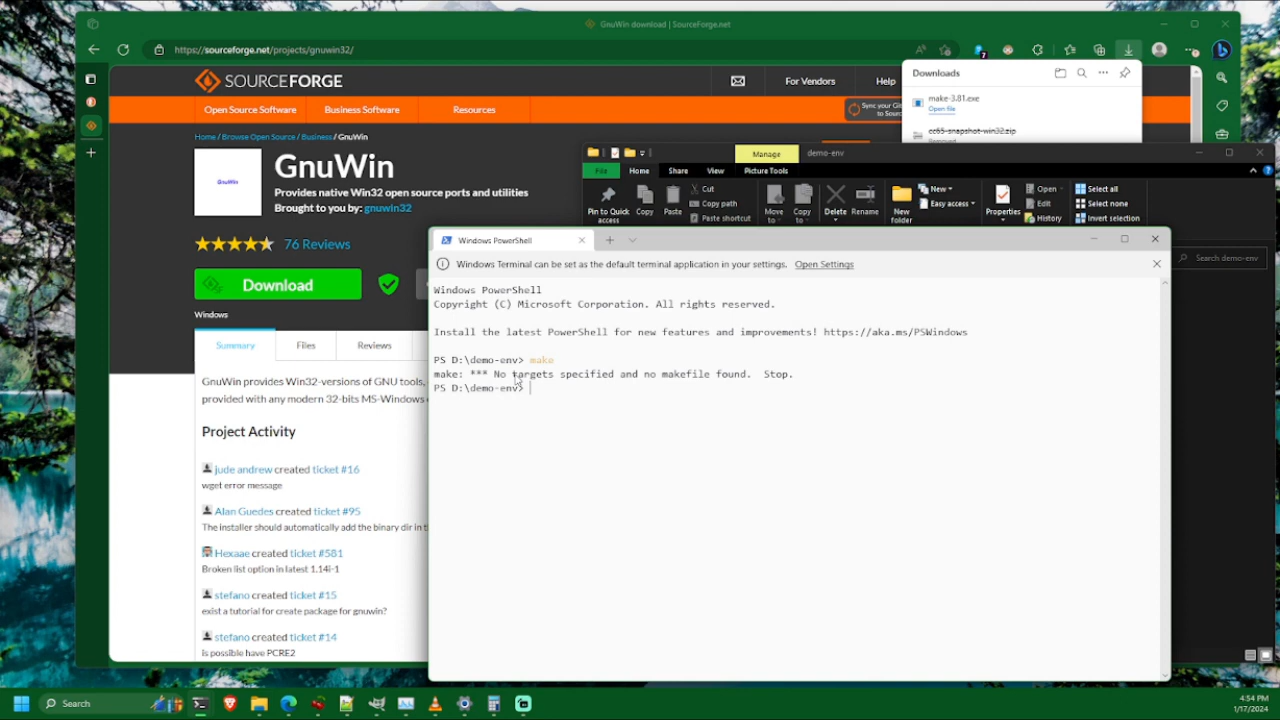 GnuWin download | SourceForge.net
https://sourceforge.net/projects/gnuwin32/
7
SOURCEFORGE
For Vendors
Help
Open Source Software
Business Software
Resources
Sync your Git
to Source
Downloads
make-3.81.exe
Open file
cc65-snapshot-win32.zip
Removed
Home / Browse Open Source / Business / GnuWin
GnuWin
GnuWin
Provides native Win32 open source ports and utilities
Brought to you by: gnuwin32
76 Reviews
Download
Windows
Summary
Files
Reviews
GnuWin provides Win32-versions of GNU tools,
provided with any modern 32-bits MS-Windows
Project Activity
jude andrew created ticket #16
wget error message
Alan Guedes created ticket #95
The installer should automatically add the binary dir in t
Hexaae created ticket #581
Broken list option in latest 1.14i-1
stefano created ticket #15
exist a tutorial for create package for gnuwin?
stefano created ticket #14
is possible have PCRE2
Manage
demo-env
File
Home
Share
View
Picture Tools
Pin to Quick
access
Copy
Paste
Cut
Copy path
Paste shortcut
Move
to
Copy
to
Delete
Rename
New
folder
New
Easy access
Properties
Open
Edit
History
Select all
Select none
Invert selection
Search demo-env
Windows PowerShell
Windows Terminal can be set as the default terminal application in your settings. Open Settings
Windows PowerShell
Copyright (C) Microsoft Corporation. All rights reserved.
Install the latest PowerShell for new features and improvements! https://aka.ms/PSWindows
PS D:\demo-env> make
make: *** No targets specified and no makefile found.  Stop.
PS D:\demo-env>
Search
4:54 PM
1/17/2024